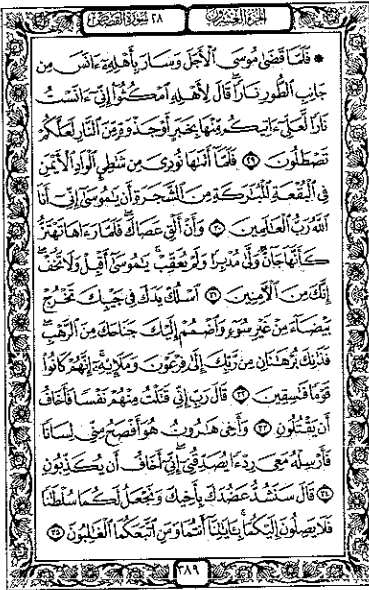 الجزء العشرون
٢٨ سورة القصص
۞ فَلَمَّا قَضَىٰ مُوسَى ٱلْأَجَلَ وَسَارَ بِأَهْلِهِۦٓ ءَانَسَ مِن
جَانِبِ ٱلطُّورِ نَارًا قَالَ لِأَهْلِهِ ٱمْكُثُوٓا۟ إِنِّىٓ ءَانَسْتُ
نَارًا لَّعَلِّىٓ ءَاتِيكُم مِّنْهَا بِخَبَرٍ أَوْ جَذْوَةٍ مِّنَ ٱلنَّارِ لَعَلَّكُمْ
تَصْطَلُونَ ٢٩ فَلَمَّآ أَتَىٰهَا نُودِىَ مِن شَٰطِئِ ٱلْوَادِ ٱلْأَيْمَنِ
فِى ٱلْبُقْعَةِ ٱلْمُبَٰرَكَةِ مِنَ ٱلشَّجَرَةِ أَن يَٰمُوسَىٰٓ إِنِّىٓ أَنَا
ٱللَّهُ رَبُّ ٱلْعَٰلَمِينَ ٣٠ وَأَنْ أَلْقِ عَصَاكَ فَلَمَّا رَءَاهَا تَهْتَزُّ
كَأَنَّهَا جَآنٌّ وَلَّىٰ مُدْبِرًا وَلَمْ يُعَقِّبْ يَٰمُوسَىٰٓ أَقْبِلْ وَلَا تَخَفْ
إِنَّكَ مِنَ ٱلْءَامِنِينَ ٣١ ٱسْلُكْ يَدَكَ فِى جَيْبِكَ تَخْرُجْ
بَيْضَآءَ مِنْ غَيْرِ سُوٓءٍ وَٱضْمُمْ إِلَيْكَ جَنَاحَكَ مِنَ ٱلرَّهْبِ
فَذَٰنِكَ بُرْهَٰنَانِ مِن رَّبِّكَ إِلَىٰ فِرْعَوْنَ وَمَلَإِي۟هِۦٓ إِنَّهُمْ كَانُوا۟
قَوْمًا فَٰسِقِينَ ٣٢ قَالَ رَبِّ إِنِّى قَتَلْتُ مِنْهُمْ نَفْسًا فَأَخَافُ
أَن يَقْتُلُونِ ٣٣ وَأَخِى هَٰرُونُ هُوَ أَفْصَحُ مِنِّى لِسَانًا
فَأَرْسِلْهُ مَعِىَ رِدْءًا يُصَدِّقُنِىٓ إِنِّىٓ أَخَافُ أَن يُكَذِّبُونِ
٣٤ قَالَ سَنَشُدُّ عَضُدَكَ بِأَخِيكَ وَنَجْعَلُ لَكُمَا سُلْطَٰنًا
فَلَا يَصِلُونَ إِلَيْكُمَا بِـَٔايَٰتِنَآ أَنتُمَا وَمَنِ ٱتَّبَعَكُمَا ٱلْغَٰلِبُونَ ٣٥
٣٨٩